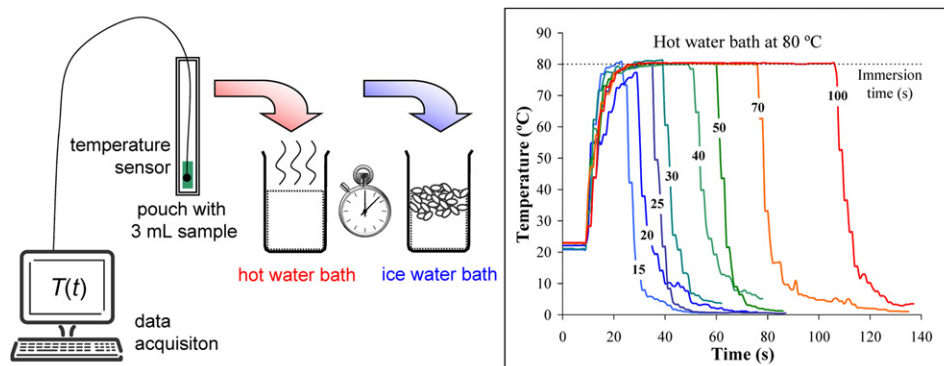 temperature
sensor
pouch with
3 mL sample
hot water bath
ice water bath
T(t)
data
acquisiton
Hot water bath at 80 ºC
Immersion
time (s)
Temperature (ºC)
90
80
70
60
50
40
30
20
10
0
15
20
25
30
40
50
70
100
0
20
40
60
80
100
120
140
Time (s)